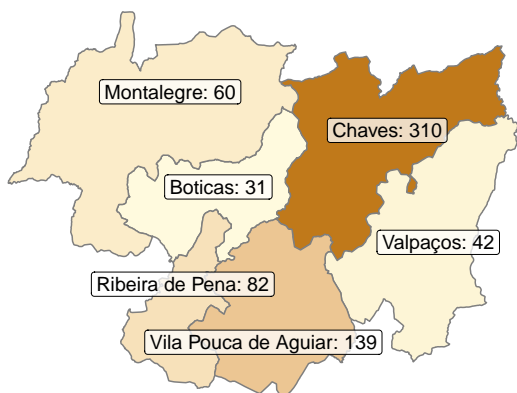 Montalegre: 60
Chaves: 310
Boticas: 31
Valpaços: 42
Ribeira de Pena: 82
Vila Pouca de Aguiar: 139